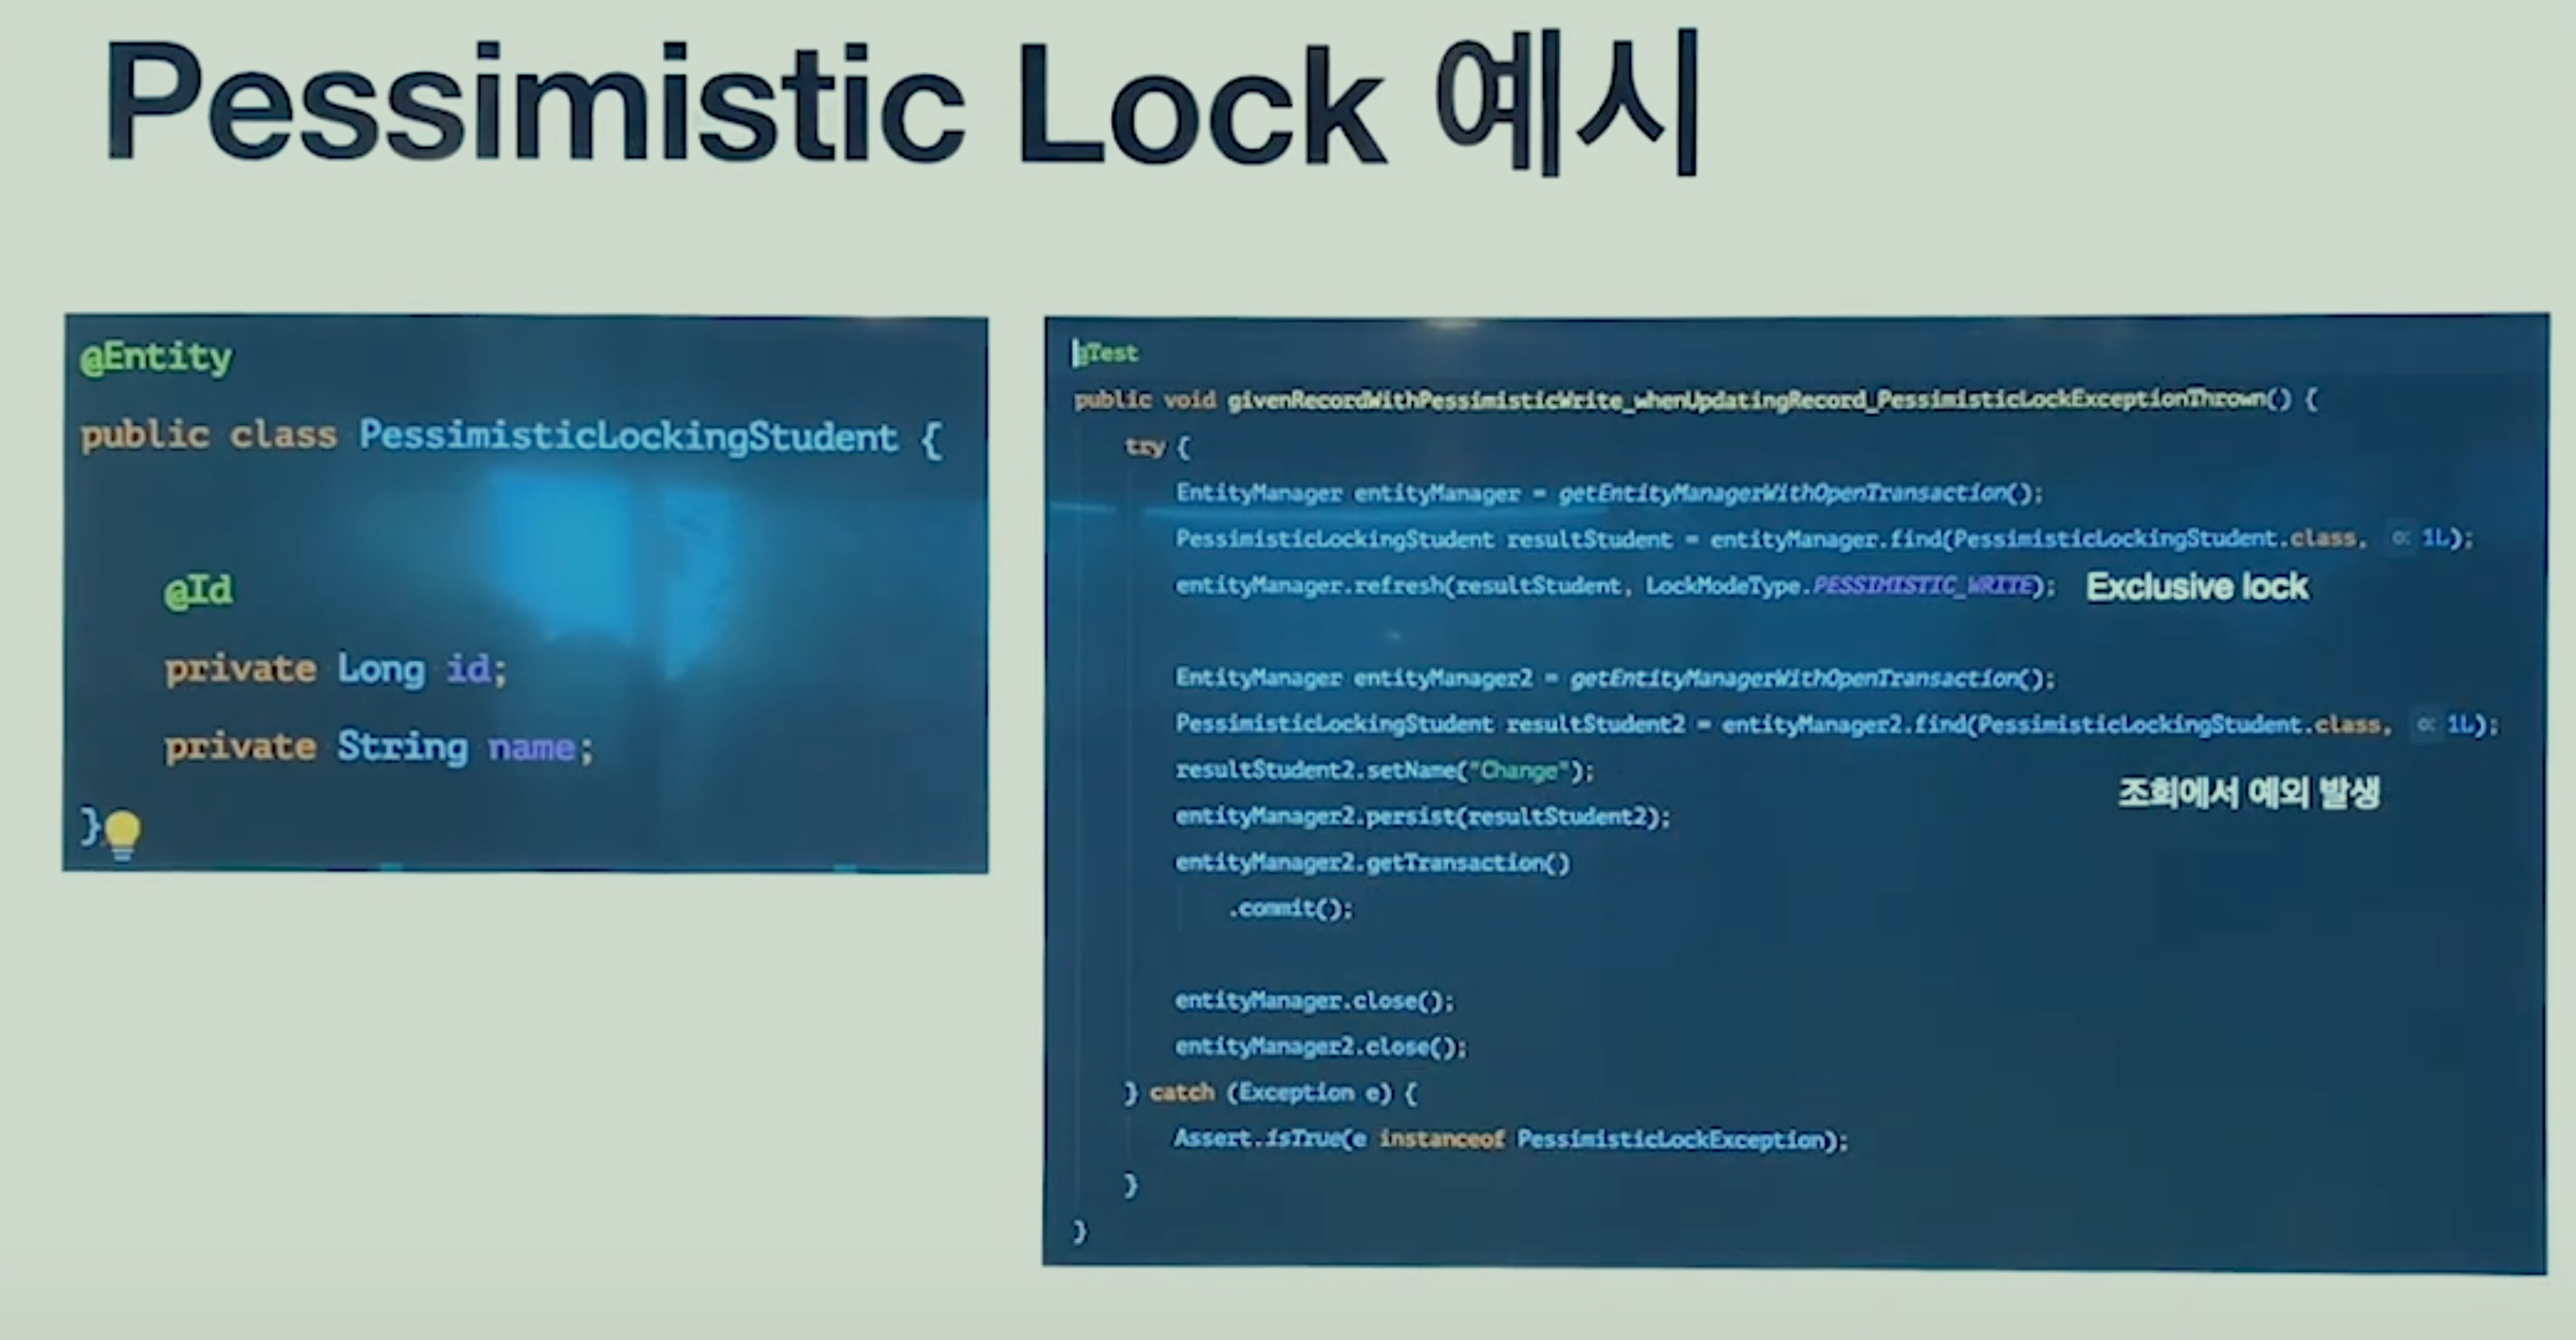 Pessimistic Lock 예시
@Entity
public class PessimisticLockingStudent {
@Id
private Long id;
private String name;
}
@Test
public void givenRecordWithPessimisticWrite_whenUpdatingRecord_PessimisticLockExceptionThrown() {
try {
EntityManager entityManager = getEntityManagerWithOpenTransaction();
PessimisticLockingStudent resultStudent = entityManager.find(PessimisticLockingStudent.class, o: 1L);
entityManager.refresh(resultStudent, LockModeType.PESSIMISTIC_WRITE); Exclusive lock
EntityManager entityManager2 = getEntityManagerWithOpenTransaction();
PessimisticLockingStudent resultStudent2 = entityManager2.find(PessimisticLockingStudent.class, o: 1L);
resultStudent2.setName("Change");
조회에서 예외 발생
entityManager2.persist(resultStudent2);
entityManager2.getTransaction()
.commit();
entityManager.close();
entityManager2.close();
} catch (Exception e) {
Assert.isTrue(e instanceof PessimisticLockException);
}
}